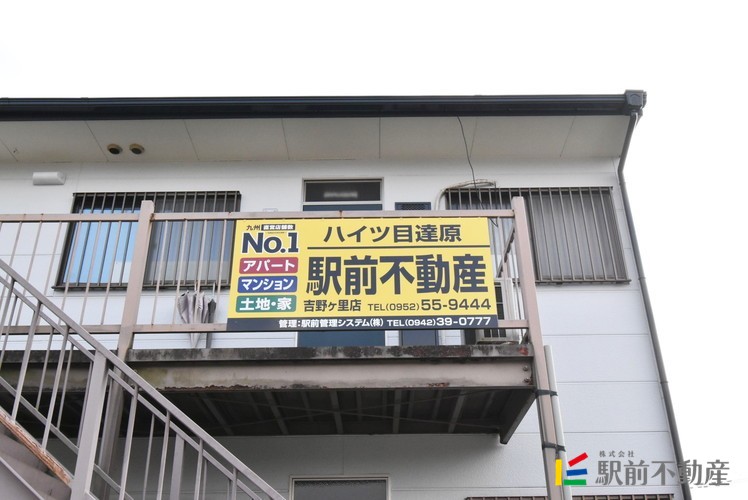 九州 賃貸店舗数
No.1
ハイツ目達原
アパート
マンション
土地・家
駅前不動産
吉野ヶ里店 TEL(0952)55-9444
管理:駅前管理システム(株) TEL(0942)39-0777
株式会社
駅前不動産